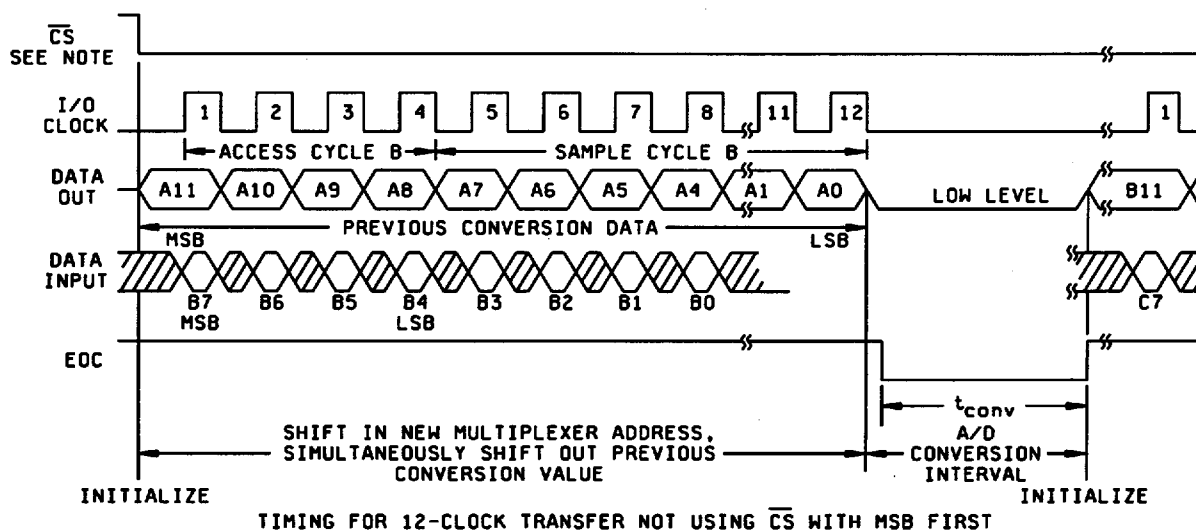 CS
SEE NOTE
I/O
CLOCK
1 2 3 4 5 6 7 8 11 12 1
ACCESS CYCLE B SAMPLE CYCLE B
DATA
OUT
A11 A10 A9 A8 A7 A6 A5 A4 A1 A0 LOW LEVEL B11
PREVIOUS CONVERSION DATA
MSB LSB
DATA
INPUT
B7 B6 B5 B4 B3 B2 B1 B0 C7
MSB LSB
EOC
tconv
A/D
CONVERSION
INTERVAL
SHIFT IN NEW MULTIPLEXER ADDRESS,
SIMULTANEOUSLY SHIFT OUT PREVIOUS
CONVERSION VALUE
INITIALIZE INITIALIZE
TIMING FOR 12-CLOCK TRANSFER NOT USING CS WITH MSB FIRST